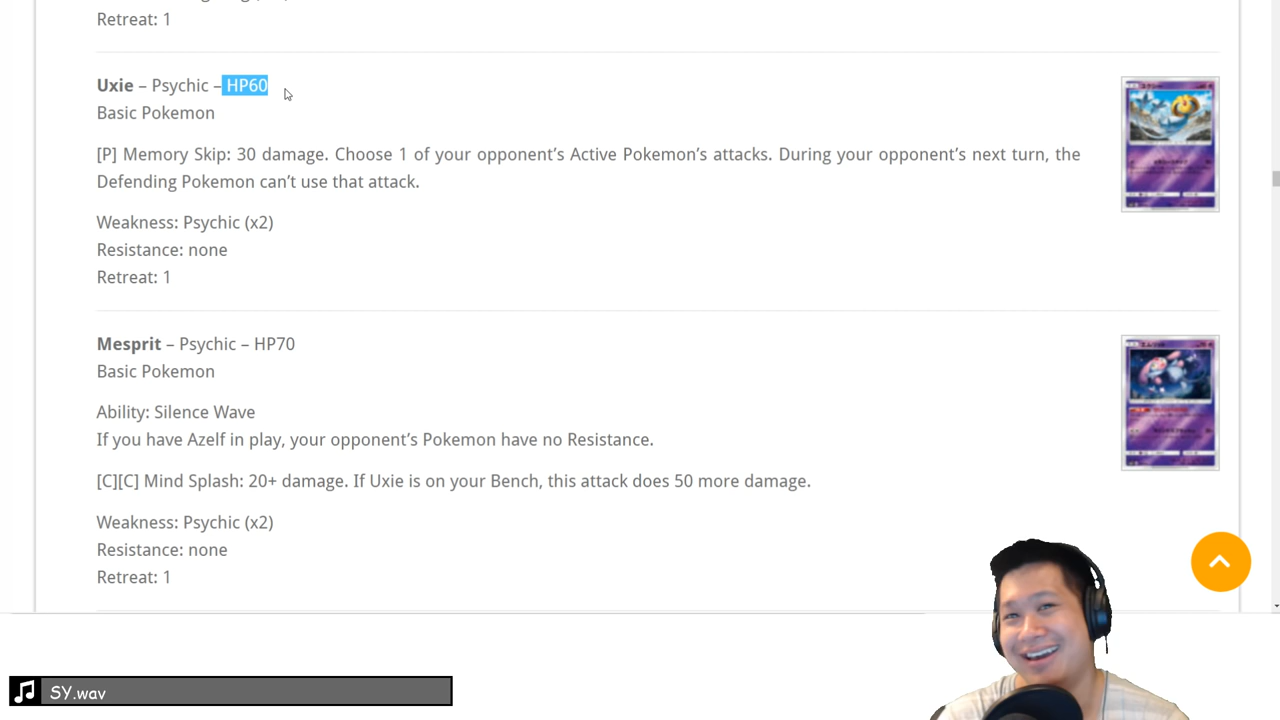 Retreat: 1
Uxie – Psychic – HP60
Basic Pokemon
[P] Memory Skip: 30 damage. Choose 1 of your opponent’s Active Pokemon’s attacks. During your opponent’s next turn, the
Defending Pokemon can’t use that attack.
Weakness: Psychic (x2)
Resistance: none
Retreat: 1
Mesprit – Psychic – HP70
Basic Pokemon
Ability: Silence Wave
If you have Azelf in play, your opponent’s Pokemon have no Resistance.
[C][C] Mind Splash: 20+ damage. If Uxie is on your Bench, this attack does 50 more damage.
Weakness: Psychic (x2)
Resistance: none
Retreat: 1
SY.wav